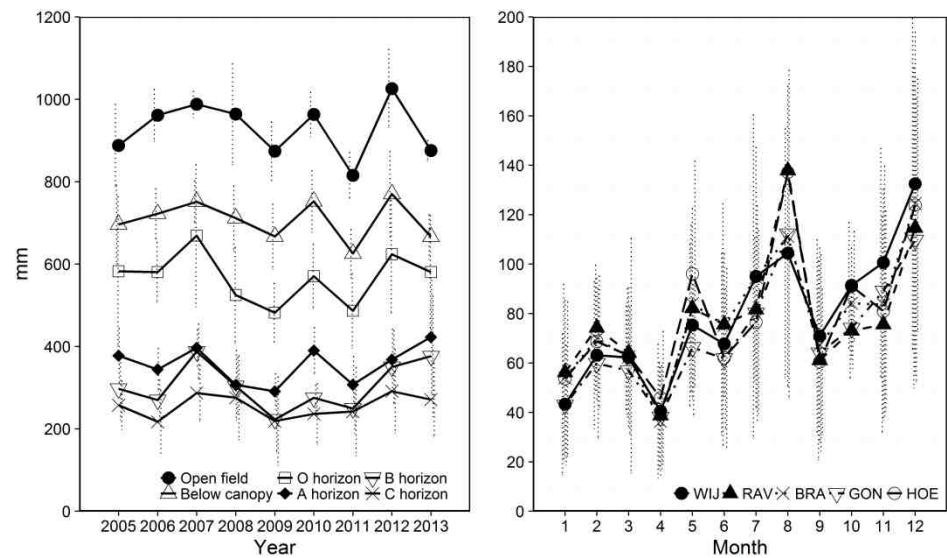 mm
1200
1000
800
600
400
200
0
Open field O horizon B horizon
Below canopy A horizon C horizon
2005 2006 2007 2008 2009 2010 2011 2012 2013
Year
200
180
160
140
120
100
80
60
40
20
0
WIJ RAV BRA GON HOE
1 2 3 4 5 6 7 8 9 10 11 12
Month